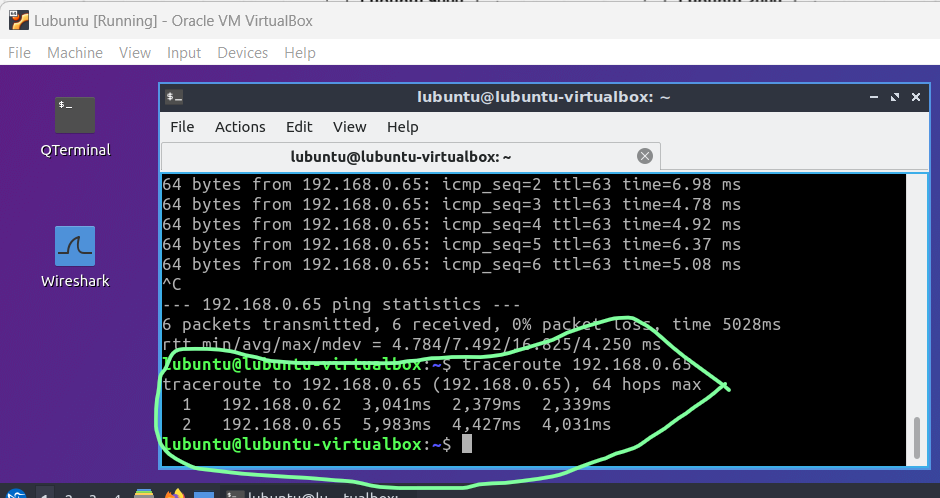 Lubuntu [Running] - Oracle VM VirtualBox
File Machine View Input Devices Help
QTerminal
Wireshark
lubuntu@lubuntu-virtualbox: ~
File Actions Edit View Help
lubuntu@lubuntu-virtualbox: ~
64 bytes from 192.168.0.65: icmp_seq=2 ttl=63 time=6.98 ms
64 bytes from 192.168.0.65: icmp_seq=3 ttl=63 time=4.78 ms
64 bytes from 192.168.0.65: icmp_seq=4 ttl=63 time=4.92 ms
64 bytes from 192.168.0.65: icmp_seq=5 ttl=63 time=6.37 ms
64 bytes from 192.168.0.65: icmp_seq=6 ttl=63 time=5.08 ms
^C
--- 192.168.0.65 ping statistics ---
6 packets transmitted, 6 received, 0% packet loss, time 5028ms
rtt min/avg/max/mdev = 4.784/7.492/16.825/4.250 ms
lubuntu@lubuntu-virtualbox:~$ traceroute 192.168.0.65
traceroute to 192.168.0.65 (192.168.0.65), 64 hops max
1 192.168.0.62 3,041ms 2,379ms 2,339ms
2 192.168.0.65 5,983ms 4,427ms 4,031ms
lubuntu@lubuntu-virtualbox:~$